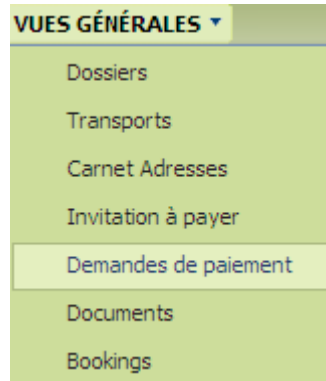 VUES GÉNÉRALES
Dossiers
Transports
Carnet Adresses
Invitation à payer
Demandes de paiement
Documents
Bookings